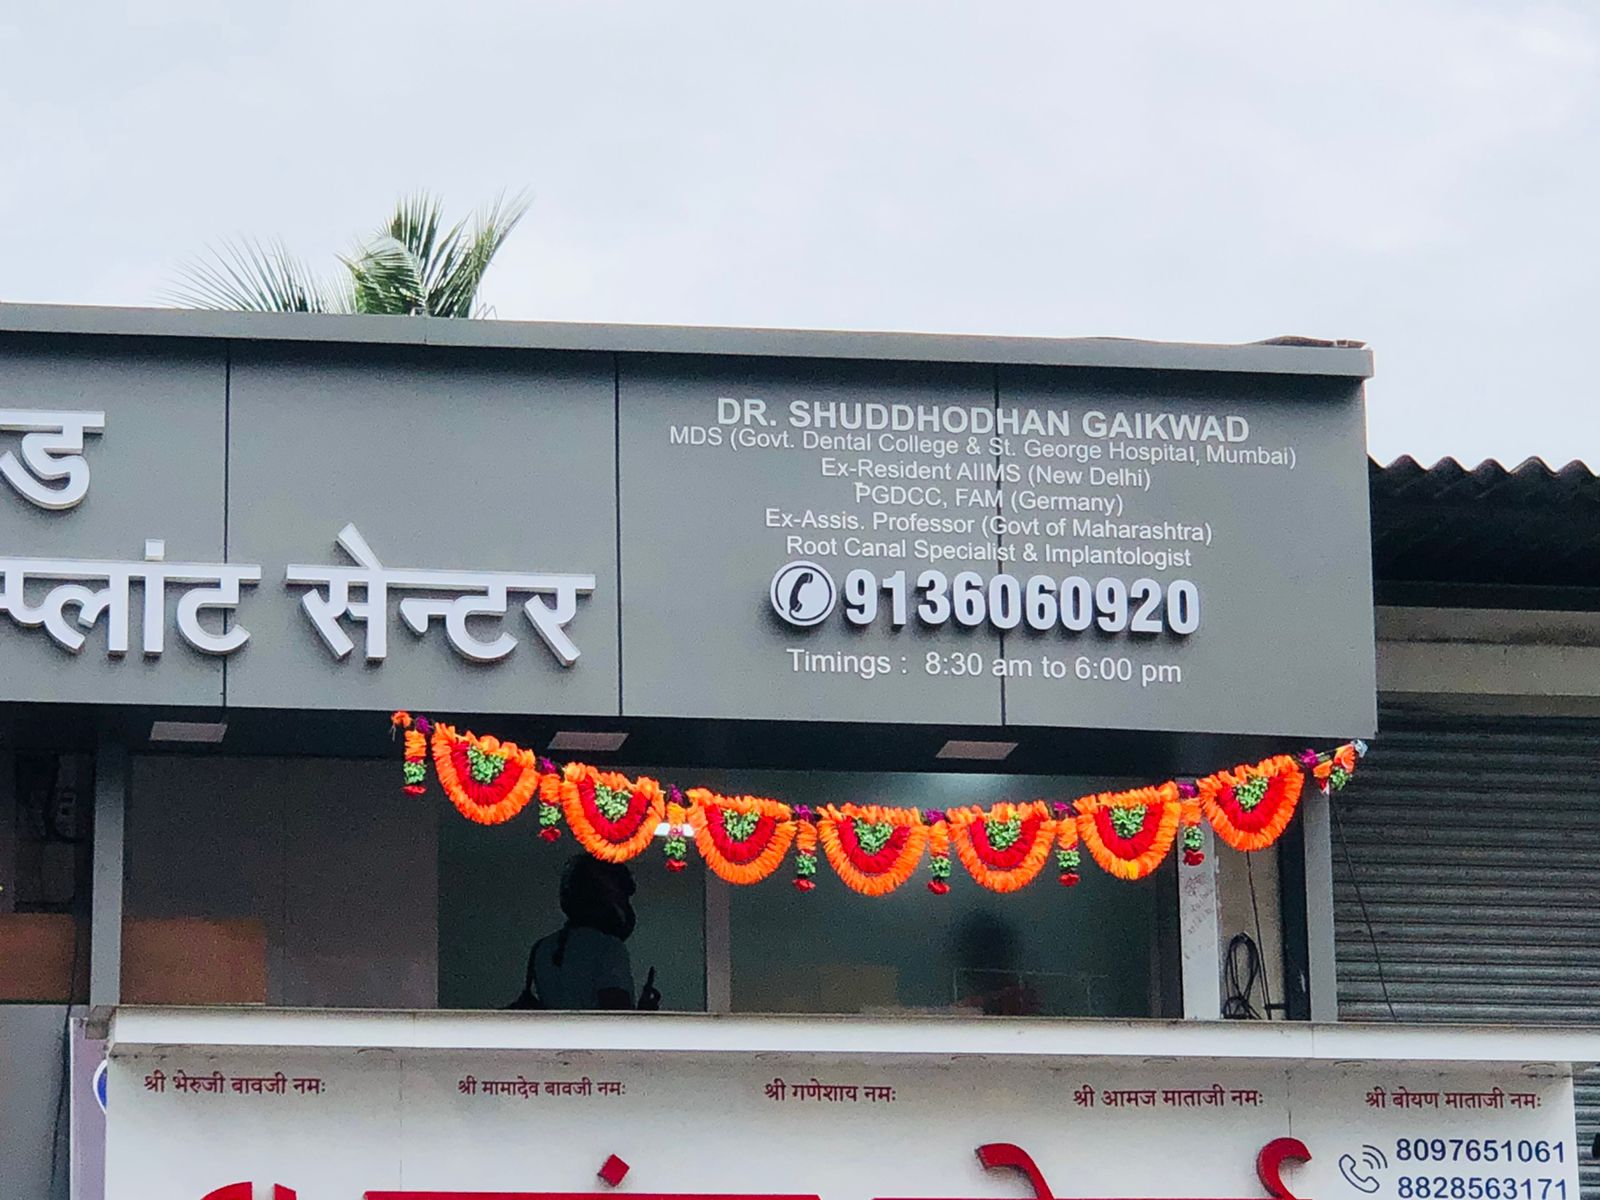 ड
प्लांट सेन्टर
DR. SHUDDHODHAN GAIKWAD
MDS (Govt. Dental College & St. George Hospital, Mumbai)
Ex-Resident AIIMS (New Delhi)
PGDCC, FAM (Germany)
Ex-Assis. Professor (Govt of Maharashtra)
Root Canal Specialist & Implantologist
9136060920
Timings : 8:30 am to 6:00 pm
श्री भेरुजी बावजी नमः
श्री मामादेव बावजी नमः
श्री गणेशाय नमः
श्री आमज माताजी नमः
श्री बोयण माताजी नमः
8097651061
8828563171